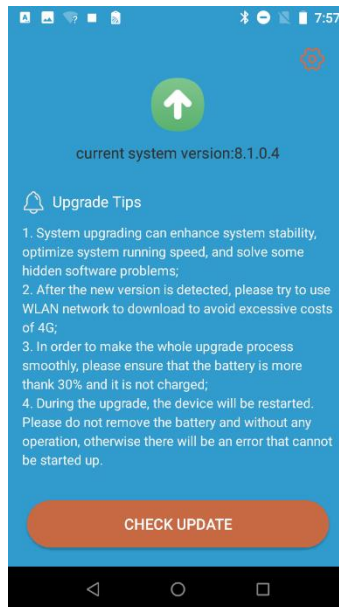 7:57
current system version:8.1.0.4
Upgrade Tips
1. System upgrading can enhance system stability,
optimize system running speed, and solve some
hidden software problems;
2. After the new version is detected, please try to use
WLAN network to download to avoid excessive costs
of 4G;
3. In order to make the whole upgrade process
smoothly, please ensure that the battery is more
thank 30% and it is not charged;
4. During the upgrade, the device will be restarted.
Please do not remove the battery and without any
operation, otherwise there will be an error that cannot
be started up.
CHECK UPDATE